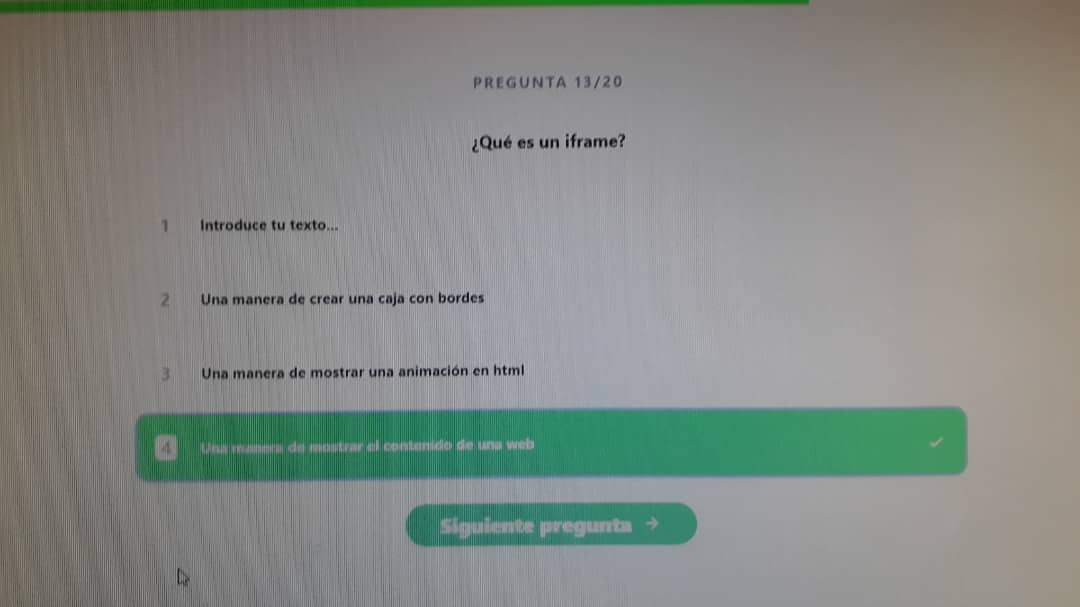 PREGUNTA 13/20
¿Qué es un iframe?
1 Introduce tu texto...
2 Una manera de crear una caja con bordes
3 Una manera de mostrar una animación en html
4 Una manera de mostrar el contenido de una web
Siguiente pregunta →